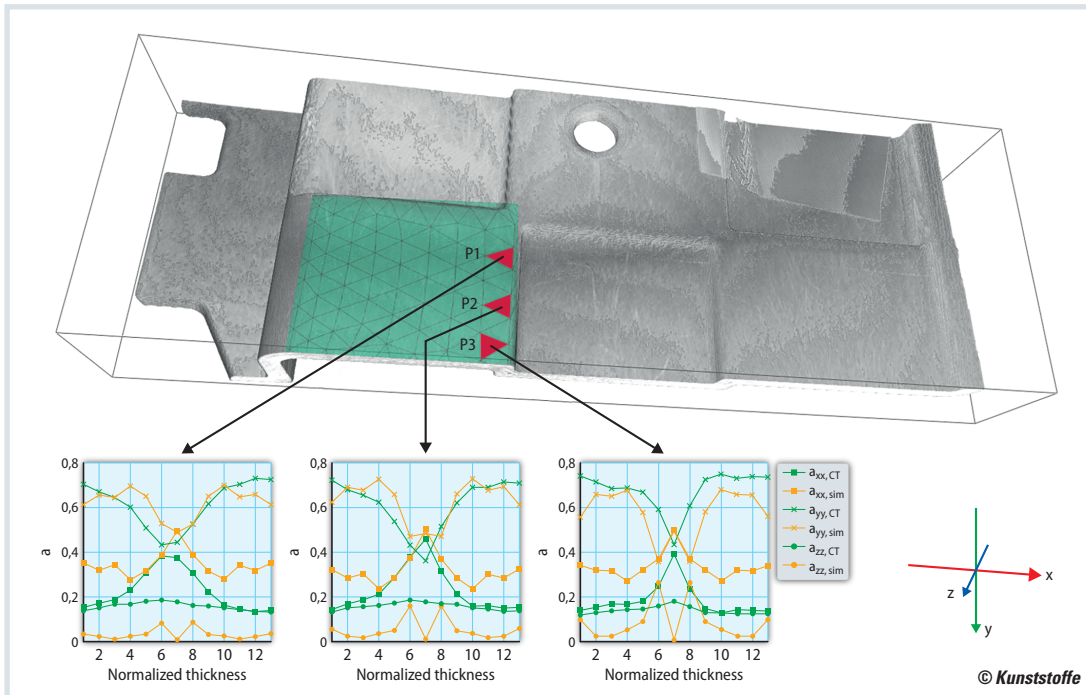 P1
P2
P3
0,8 0,8 0,8
0,6 0,6 0,6
a 0,4 a 0,4 a 0,4
0,2 0,2 0,2
0 0 0
2 4 6 8 10 12 2 4 6 8 10 12 2 4 6 8 10 12
Normalized thickness Normalized thickness Normalized thickness
axx,CT
axx,sim
ayy,CT
ayy,sim
azz,CT
azz,sim
x
z
y
© Kunststoffe